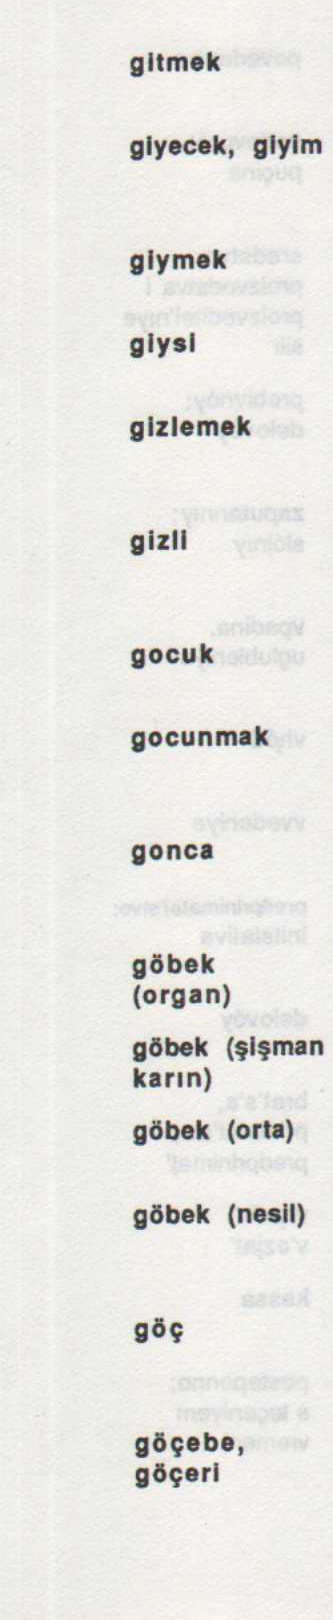 gitmek
giyecek, giyim
giymek
giysi
gizlemek
gizli
gocuk
gocunmak
gonca
göbek
(organ)
göbek (şişman
karın)
göbek (orta)
göbek (nesil)
göç
göçebe,
göçeri